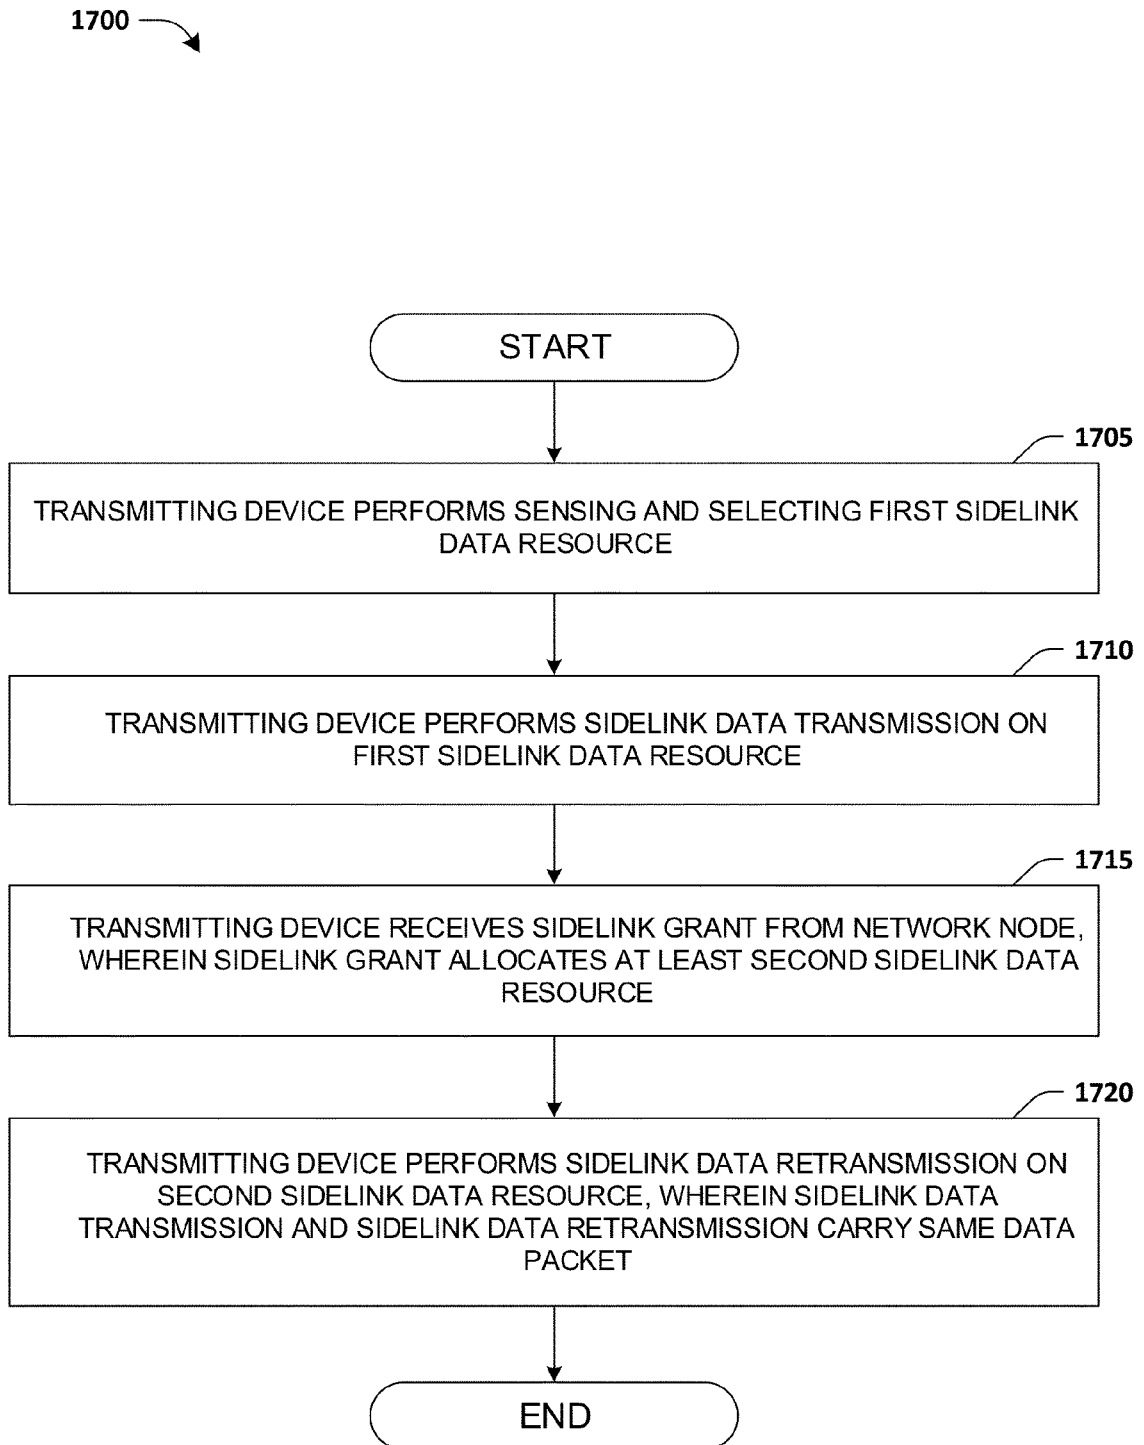 1700
START
1705
TRANSMITTING DEVICE PERFORMS SENSING AND SELECTING FIRST SIDELINK
DATA RESOURCE
1710
TRANSMITTING DEVICE PERFORMS SIDELINK DATA TRANSMISSION ON
FIRST SIDELINK DATA RESOURCE
1715
TRANSMITTING DEVICE RECEIVES SIDELINK GRANT FROM NETWORK NODE,
WHEREIN SIDELINK GRANT ALLOCATES AT LEAST SECOND SIDELINK DATA
RESOURCE
1720
TRANSMITTING DEVICE PERFORMS SIDELINK DATA RETRANSMISSION ON
SECOND SIDELINK DATA RESOURCE, WHEREIN SIDELINK DATA
TRANSMISSION AND SIDELINK DATA RETRANSMISSION CARRY SAME DATA
PACKET
END